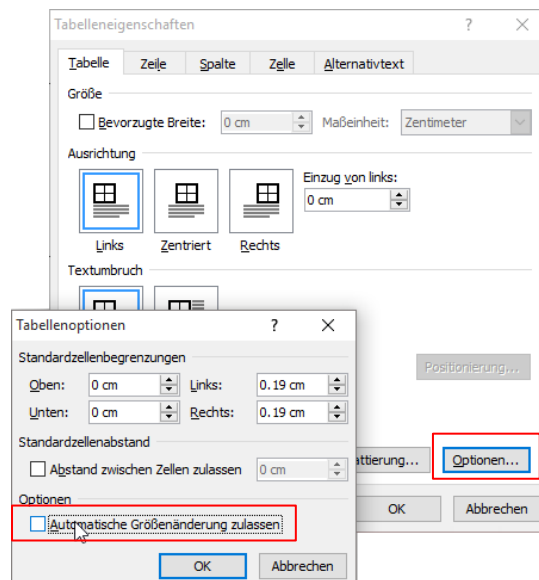 Tabelleneigenschaften ?
Tabelle Zeile Spalte Zelle Alternativtext
Größe
Bevorzugte Breite: 0 cm Maßeinheit: Zentimeter
Ausrichtung
Einzug von links:
0 cm
Links Zentriert Rechts
Textumbruch
Positionierung...
attierung... Optionen...
OK Abbrechen
Tabellenoptionen ?
Standardzellenbegrenzungen
Oben: 0 cm Links: 0.19 cm
Unten: 0 cm Rechts: 0.19 cm
Standardzellenabstand
Abstand zwischen Zellen zulassen 0 cm
Optionen
Automatische Größenänderung zulassen
OK Abbrechen